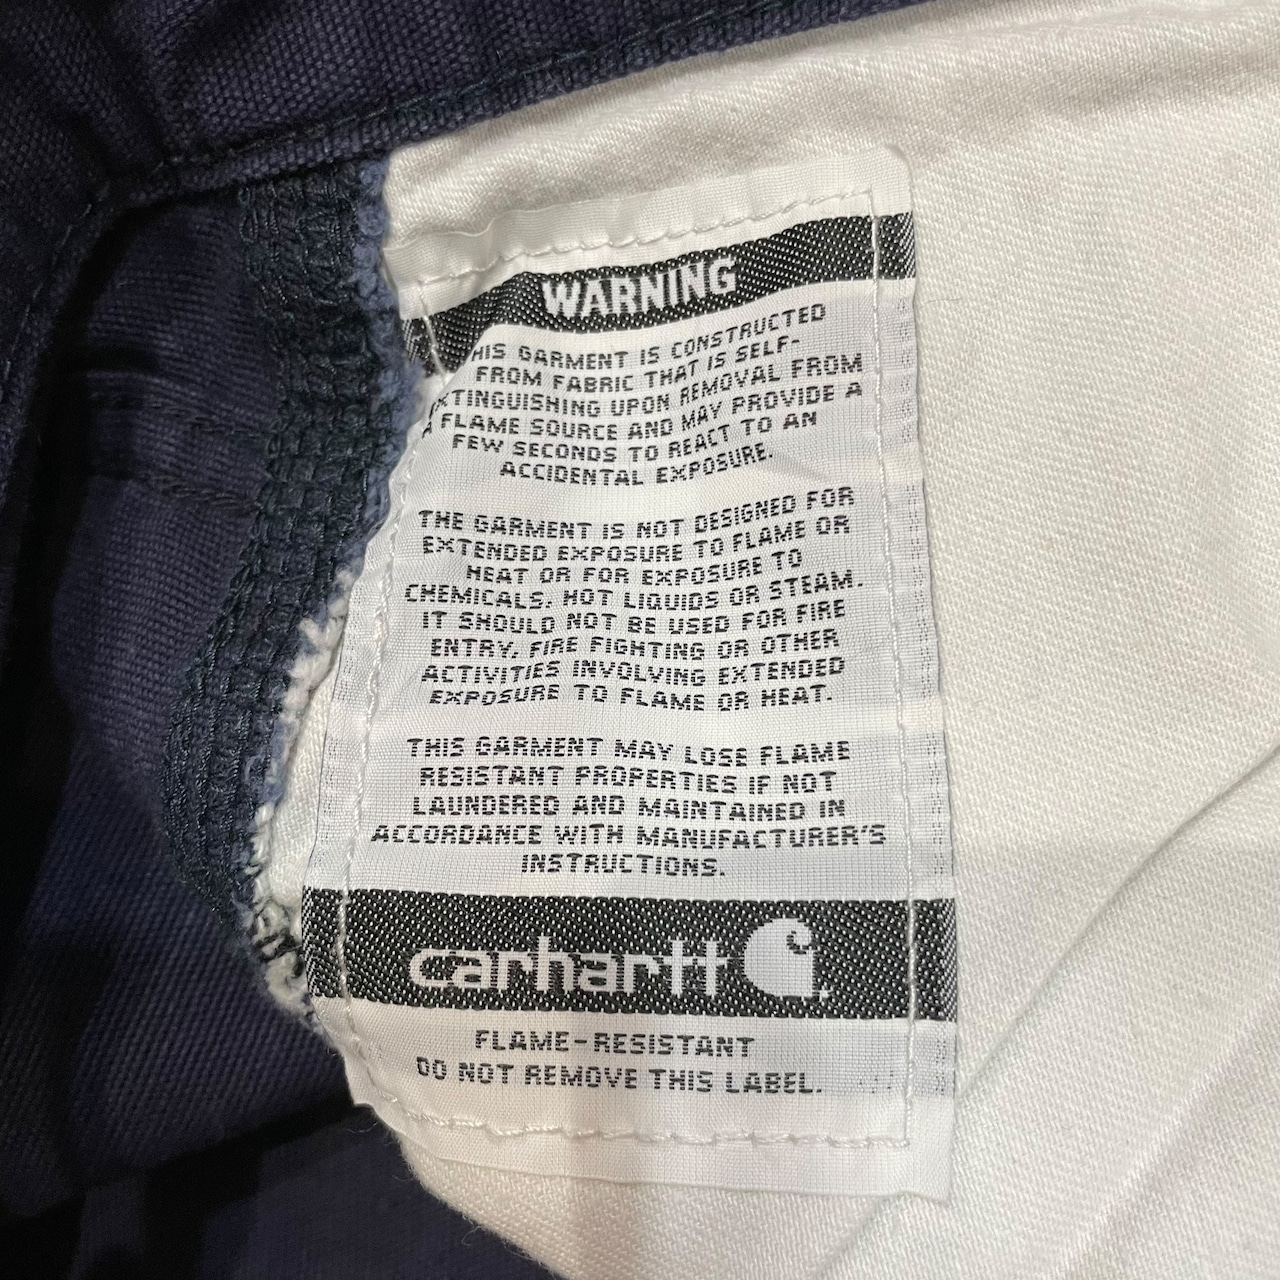 WARNING
HIS GARMENT IS CONSTRUCTED
FROM FABRIC THAT IS SELF-
XTINGUISHING UPON REMOVAL FROM
A FLAME SOURCE AND MAY PROVIDE A
FEW SECONDS TO REACT TO AN
ACCIDENTAL EXPOSURE.
THE GARMENT IS NOT DESIGNED FOR
EXTENDED EXPOSURE TO FLAME OR
HEAT OR FOR EXPOSURE TO
CHEMICALS, HOT LIQUIDS OR STEAM.
IT SHOULD NOT BE USED FOR FIRE
ENTRY, FIRE FIGHTING OR OTHER
ACTIVITIES INVOLVING EXTENDED
EXPOSURE TO FLAME OR HEAT.
THIS GARMENT MAY LOSE FLAME
RESISTANT PROPERTIES IF NOT
LAUNDERED AND MAINTAINED IN
ACCORDANCE WITH MANUFACTURER'S
INSTRUCTIONS.
carhartt
FLAME-RESISTANT
DO NOT REMOVE THIS LABEL.